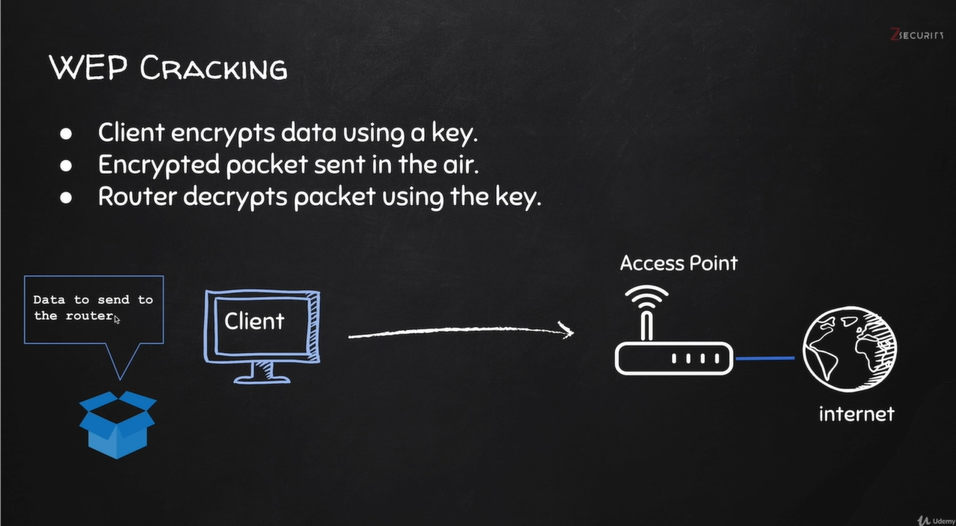 ZSECURITY
WEP CRACKING
● Client encrypts data using a key.
● Encrypted packet sent in the air.
● Router decrypts packet using the key.
Access Point
Data to send to
the router
Client
internet
Udemy